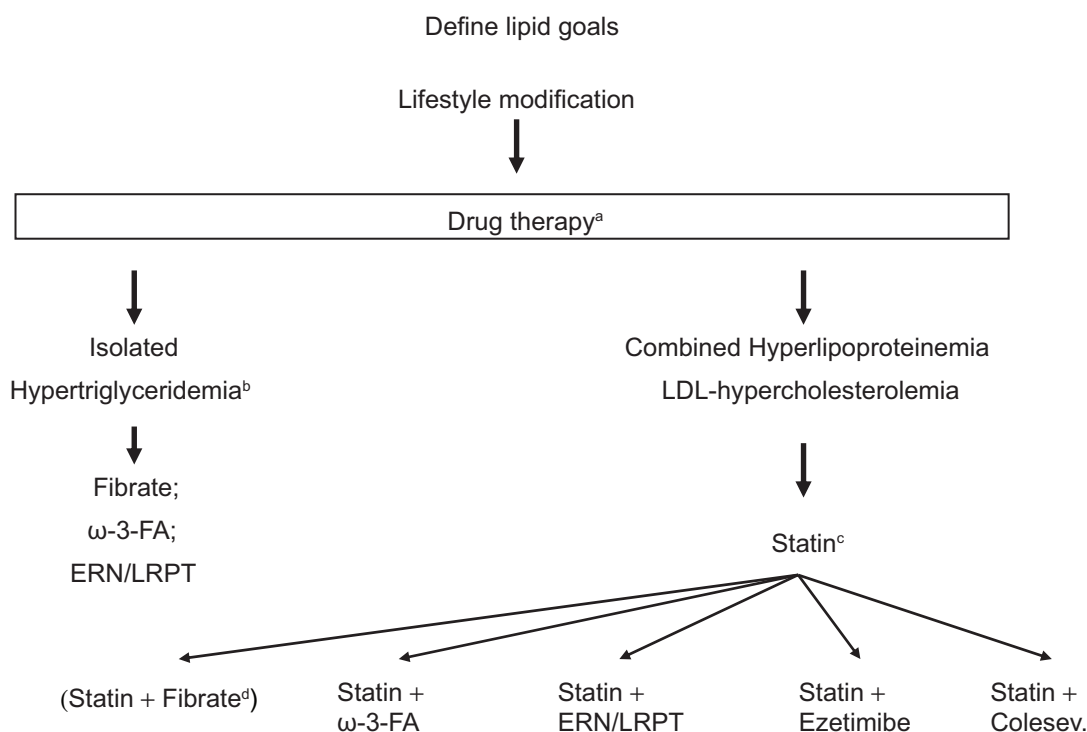 Define lipid goals
Lifestyle modification
Drug therapyᵃ
Isolated
Hypertriglyceridemiaᵇ
Fibrate;
ω-3-FA;
ERN/LRPT
Combined Hyperlipoproteinemia
LDL-hypercholesterolemia
Statinᶜ
(Statin + Fibrateᵈ)
Statin +
ω-3-FA
Statin +
ERN/LRPT
Statin +
Ezetimibe
Statin +
Colesev.